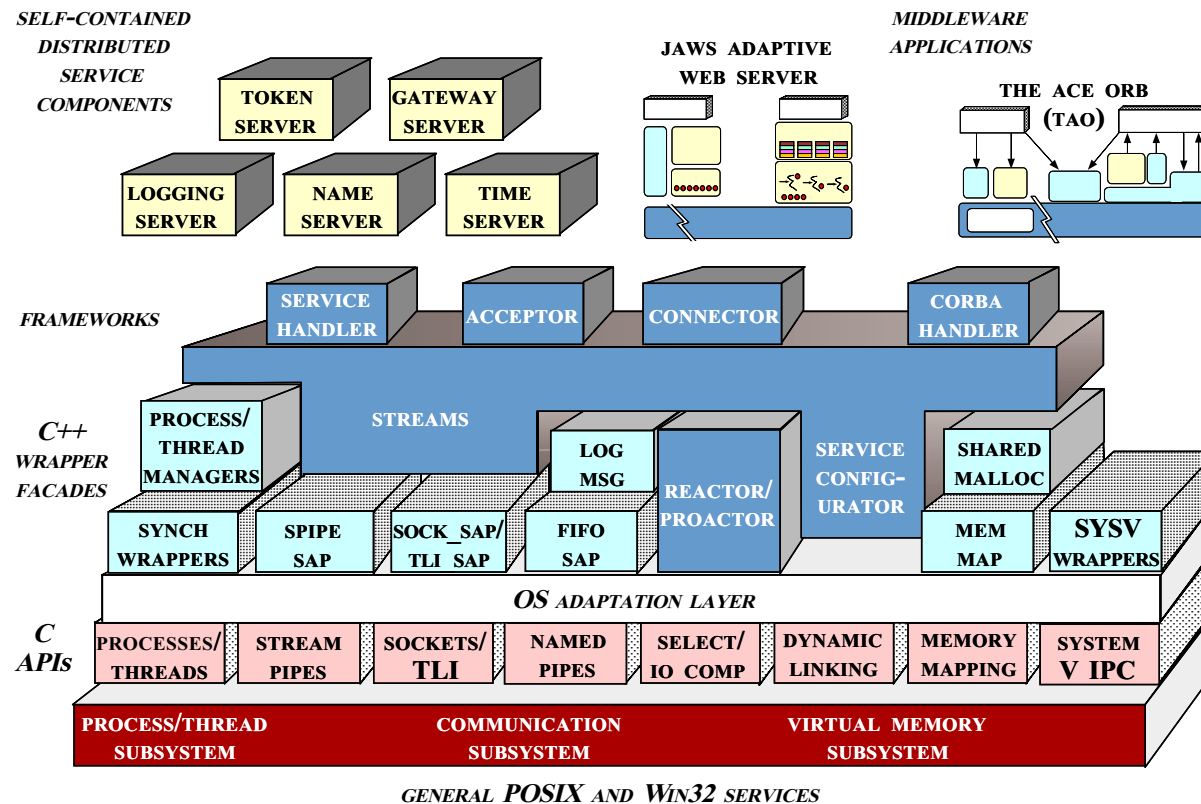 SELF-CONTAINED
DISTRIBUTED
SERVICE
COMPONENTS
MIDDLEWARE
APPLICATIONS
JAWS ADAPTIVE
WEB SERVER
THE ACE ORB
(TAO)
TOKEN
SERVER
GATEWAY
SERVER
LOGGING
SERVER
NAME
SERVER
TIME
SERVER
FRAMEWORKS
SERVICE
HANDLER
ACCEPTOR
CONNECTOR
CORBA
HANDLER
STREAMS
C++
WRAPPER
FACADES
PROCESS/
THREAD
MANAGERS
LOG
MSG
REACTOR/
PROACTOR
SERVICE
CONFIG-
URATOR
SHARED
MALLOC
SYNCH
WRAPPERS
SPIPE
SAP
SOCK_SAP/
TLI SAP
FIFO
SAP
MEM
MAP
SYSV
WRAPPERS
OS ADAPTATION LAYER
C
APIs
PROCESSES/
THREADS
STREAM
PIPES
SOCKETS/
TLI
NAMED
PIPES
SELECT/
IO COMP
DYNAMIC
LINKING
MEMORY
MAPPING
SYSTEM
V IPC
PROCESS/THREAD
SUBSYSTEM
COMMUNICATION
SUBSYSTEM
VIRTUAL MEMORY
SUBSYSTEM
GENERAL POSIX AND WIN32 SERVICES